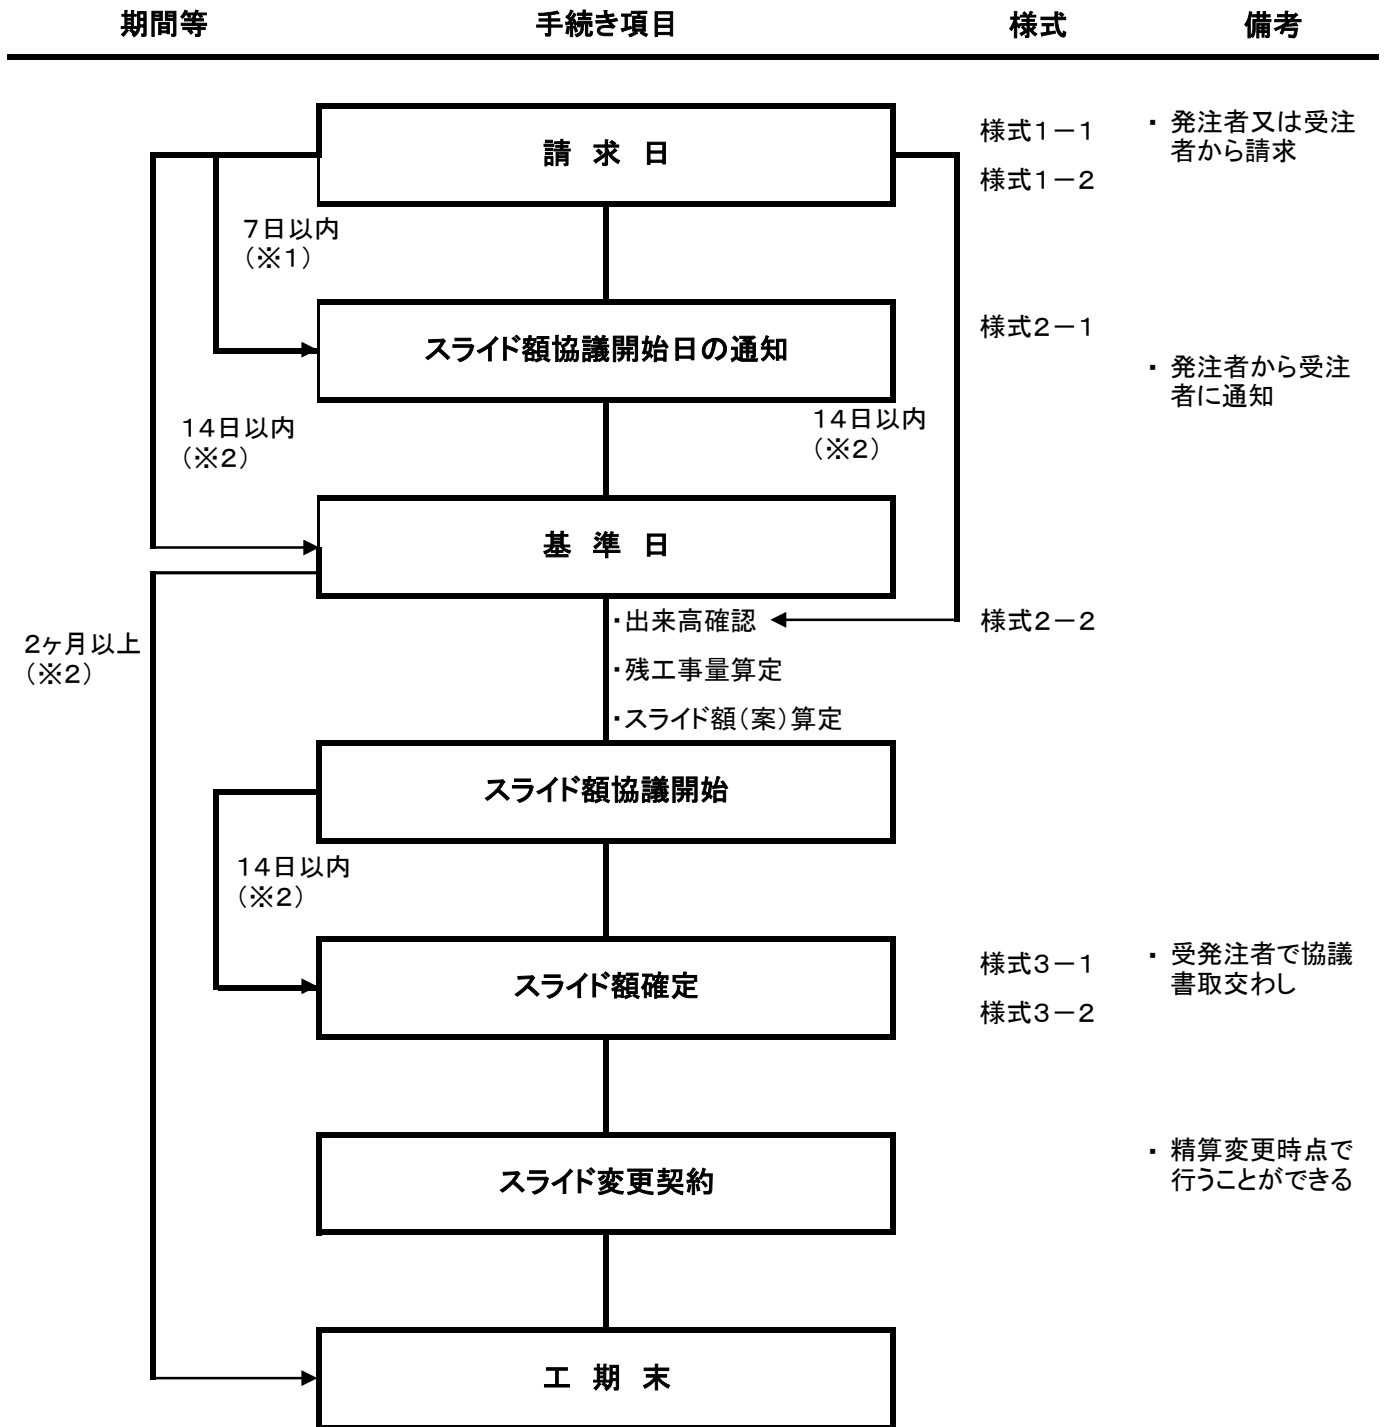 期間等 手続き項目 様式 備考
請 求 日
様式1－1
様式1－2
・ 発注者又は受注
者から請求
7日以内
（※1）
スライド額協議開始日の通知
様式2－1
・ 発注者から受注
者に通知
14日以内
（※2）
14日以内
（※2）
基 準 日
・出来高確認
様式2－2
・残工事量算定
・スライド額（案）算定
2ヶ月以上
（※2）
スライド額協議開始
14日以内
（※2）
スライド額確定
様式3－1
様式3－2
・ 受発注者で協議
書取交わし
スライド変更契約
・ 精算変更時点で
行うことができる
工 期 末